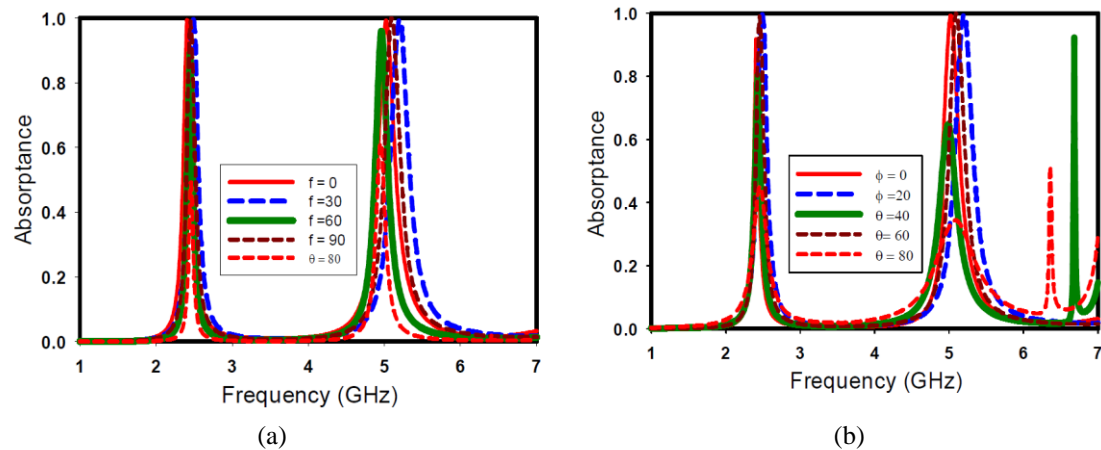 Absorptance
1.0
0.8
0.6
0.4
0.2
0.0
f = 0
f =30
f =60
f = 90
θ = 80
1 2 3 4 5 6 7
Frequency (GHz)
(a)
Absorptance
1.0
0.8
0.6
0.4
0.2
0.0
ϕ = 0
ϕ =20
θ= 40
θ= 60
θ= 80
1 2 3 4 5 6 7
Frequency (GHz)
(b)